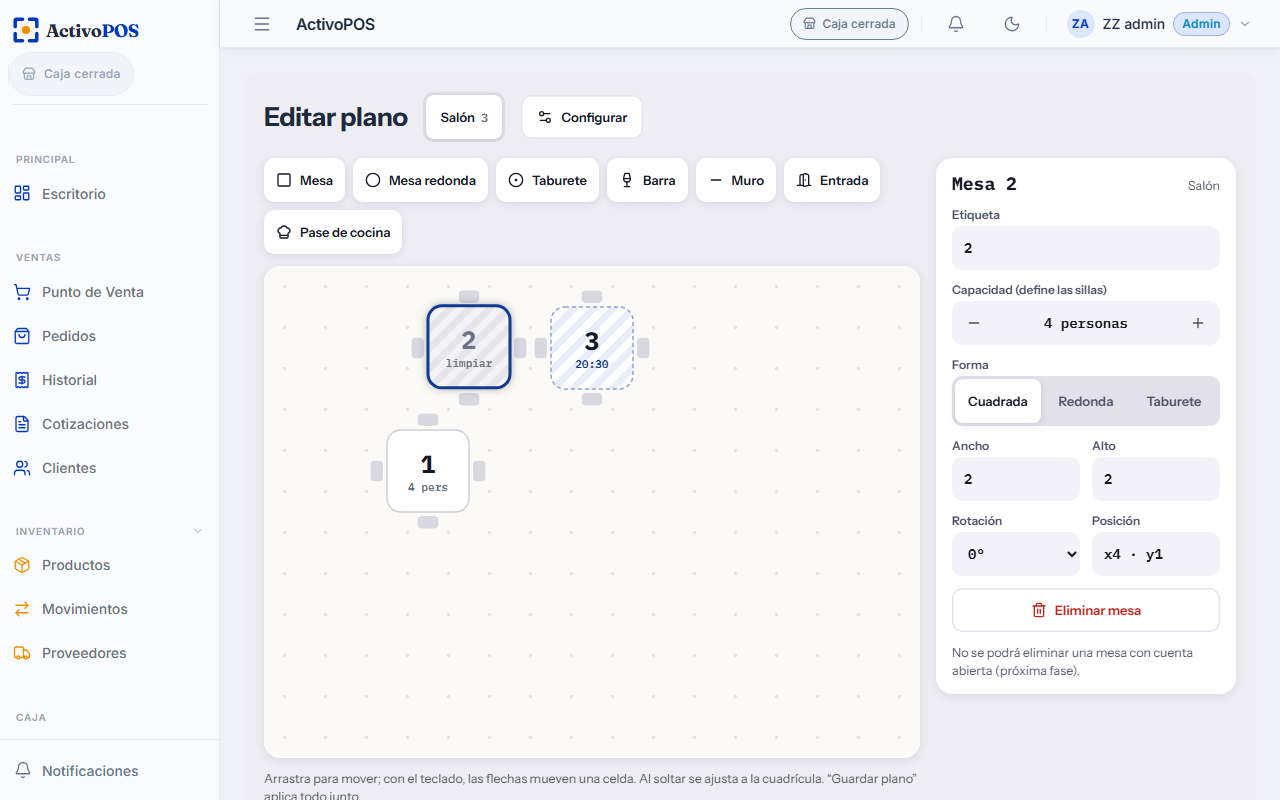 ActivoPOS
Caja cerrada
PRINCIPAL
Escritorio
VENTAS
Punto de Venta
Pedidos
Historial
Cotizaciones
Clientes
INVENTARIO
Productos
Movimientos
Proveedores
CAJA
Notificaciones
ActivoPOS
Caja cerrada
ZA
ZZ admin
Admin
Editar plano
Salón 3
Configurar
Mesa
Mesa redonda
Taburete
Barra
Muro
Entrada
Pase de cocina
2
limpiar
3
20:30
1
4 pers
Arrastra para mover; con el teclado, las flechas mueven una celda. Al soltar se ajusta a la cuadrícula. “Guardar plano”
aplica todo junto.
Mesa 2
Salón
Etiqueta
2
Capacidad (define las sillas)
4 personas
Forma
Cuadrada
Redonda
Taburete
Ancho
Alto
2
2
Rotación
Posición
0º
x4 · y1
Eliminar mesa
No se podrá eliminar una mesa con cuenta
abierta (próxima fase).